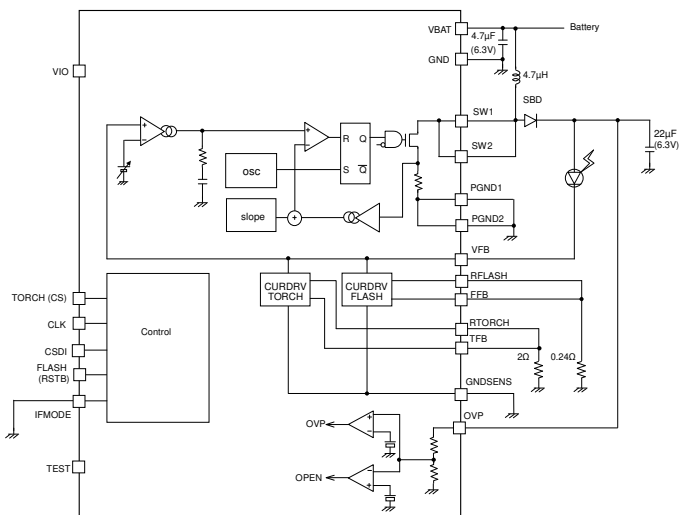 VBAT
4.7µF
(6.3V)
Battery
GND
VIO
4.7µH
SBD
SW1
22µF
(6.3V)
+
−
+
−
R
Q
S
Q
SW2
osc
slope
+
PGND1
PGND2
VFB
CURDRV
TORCH
CURDRV
FLASH
RFLASH
FFB
TORCH (CS)
CLK
Control
RTORCH
TFB
CSDI
2Ω
0.24Ω
FLASH
(RSTB)
GNDSENS
IFMODE
OVP
OVP
+
−
TEST
OPEN
−
+